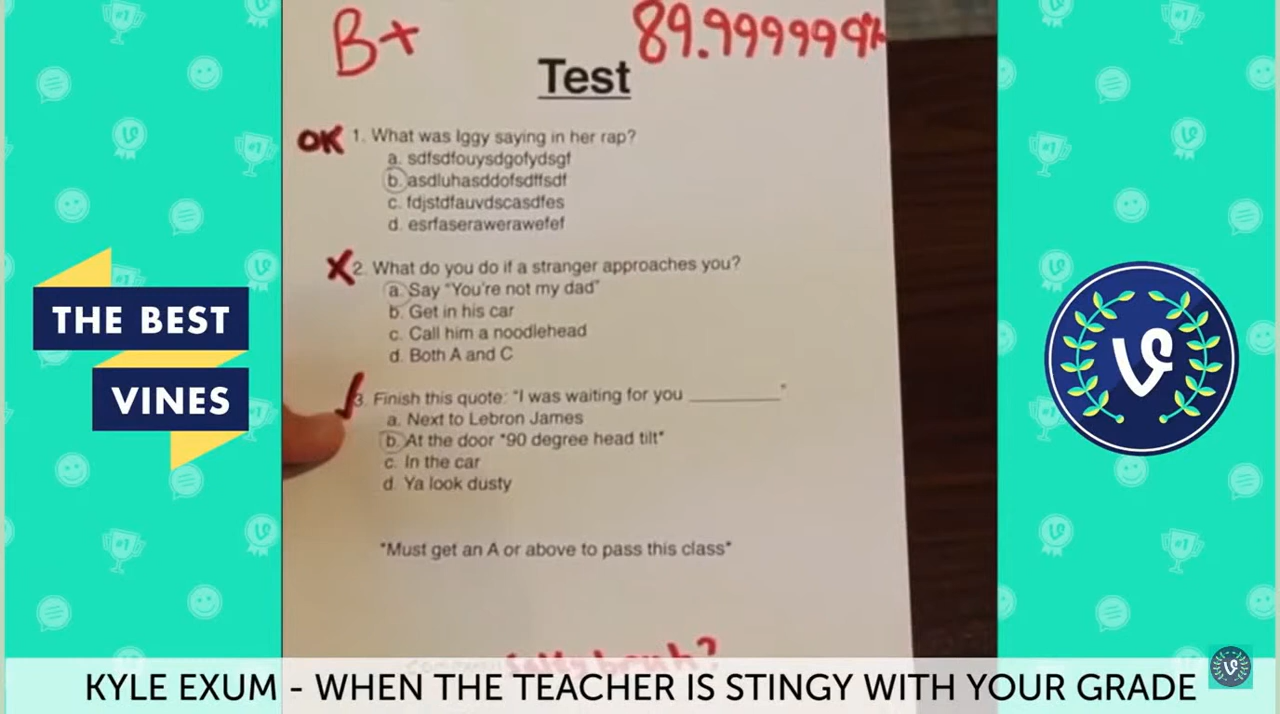 B+ 89.999999%
Test
OK 1. What was Iggy saying in her rap?
a. sdfsdfouysdgofydsgf
b. asdluhasddofsdffsdf
c. fdjstdfauvdscasdfes
d. esrfaserawerawefef
X 2. What do you do if a stranger approaches you?
a. Say "You're not my dad"
b. Get in his car
c. Call him a noodlehead
d. Both A and C
3. Finish this quote: "I was waiting for you ________"
a. Next to Lebron James
b. At the door *90 degree head tilt*
c. In the car
d. Ya look dusty
*Must get an A or above to pass this class*
Salty bruh?
THE BEST
VINES
KYLE EXUM - WHEN THE TEACHER IS STINGY WITH YOUR GRADE